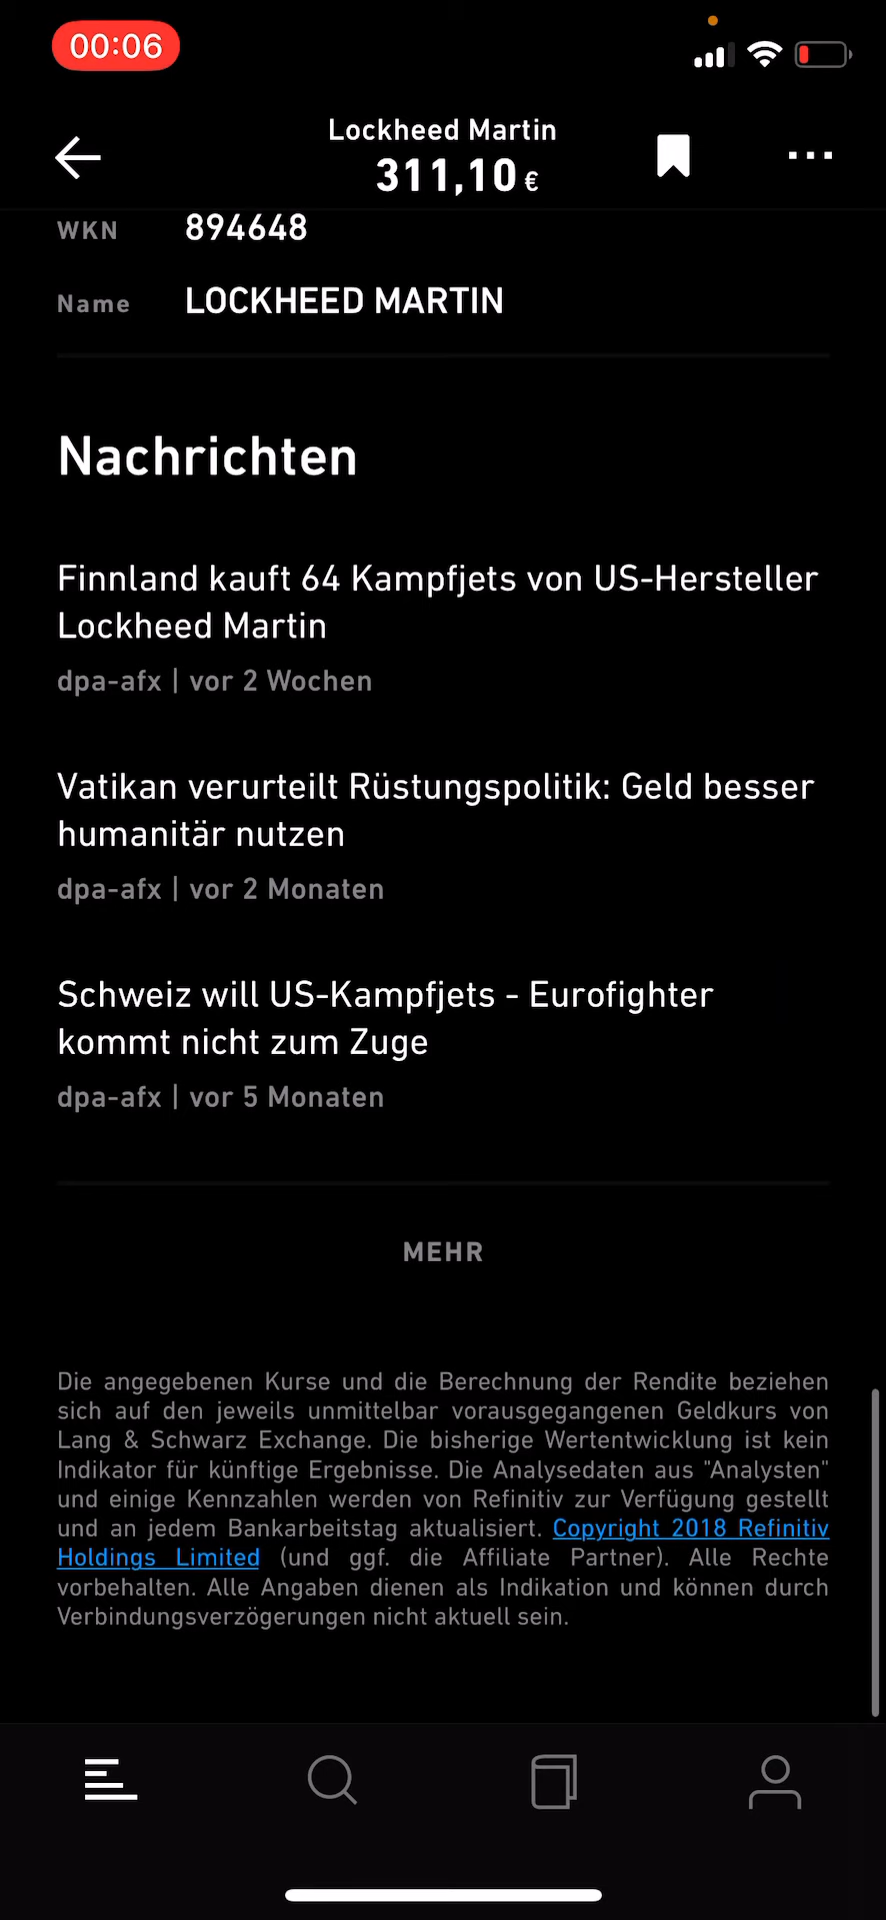 00:06
Lockheed Martin
311,10 €
WKN 894648
Name LOCKHEED MARTIN
Nachrichten
Finnland kauft 64 Kampfjets von US-Hersteller
Lockheed Martin
dpa-afx | vor 2 Wochen
Vatikan verurteilt Rüstungspolitik: Geld besser
humanitär nutzen
dpa-afx | vor 2 Monaten
Schweiz will US-Kampfjets - Eurofighter
kommt nicht zum Zuge
dpa-afx | vor 5 Monaten
MEHR
Die angegebenen Kurse und die Berechnung der Rendite beziehen
sich auf den jeweils unmittelbar vorausgegangenen Geldkurs von
Lang & Schwarz Exchange. Die bisherige Wertentwicklung ist kein
Indikator für künftige Ergebnisse. Die Analysedaten aus "Analysten"
und einige Kennzahlen werden von Refinitiv zur Verfügung gestellt
und an jedem Bankarbeitstag aktualisiert. Copyright 2018 Refinitiv
Holdings Limited (und ggf. die Affiliate Partner). Alle Rechte
vorbehalten. Alle Angaben dienen als Indikation und können durch
Verbindungsverzögerungen nicht aktuell sein.